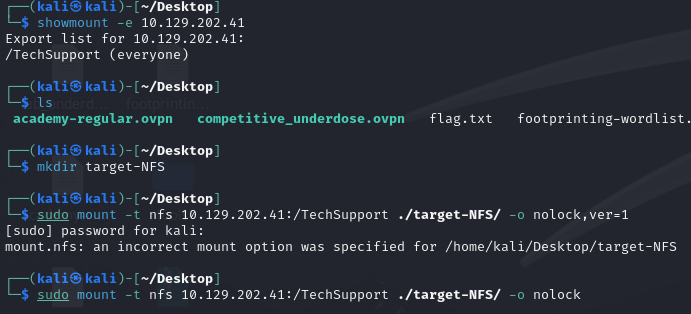 ┌──(kali㉿kali)-[~/Desktop]
└─$ showmount -e 10.129.202.41
Export list for 10.129.202.41:
/TechSupport (everyone)
┌──(kali㉿kali)-[~/Desktop]
└─$ ls
academy-regular.ovpn competitive_underdose.ovpn flag.txt footprinting-wordlist.
┌──(kali㉿kali)-[~/Desktop]
└─$ mkdir target-NFS
┌──(kali㉿kali)-[~/Desktop]
└─$ sudo mount -t nfs 10.129.202.41:/TechSupport ./target-NFS/ -o nolock,ver=1
[sudo] password for kali:
mount.nfs: an incorrect mount option was specified for /home/kali/Desktop/target-NFS
┌──(kali㉿kali)-[~/Desktop]
└─$ sudo mount -t nfs 10.129.202.41:/TechSupport ./target-NFS/ -o nolock